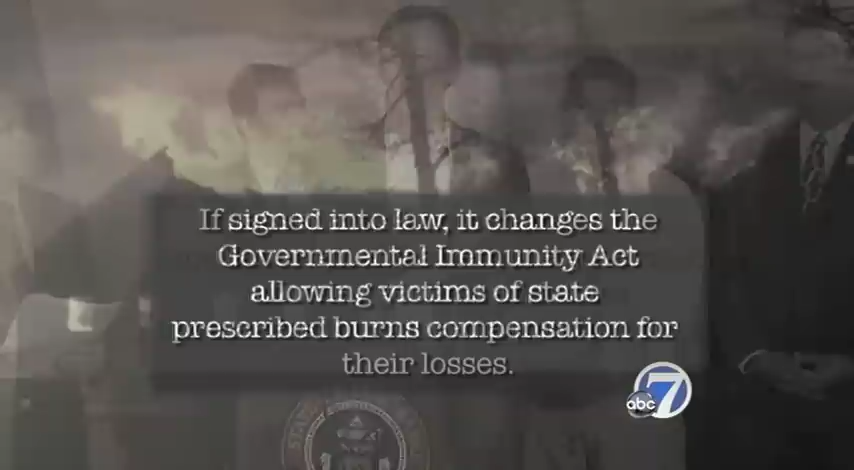 If signed into law, it changes the
Governmental Immunity Act
allowing victims of state
prescribed burns compensation for
their losses.
abc 7